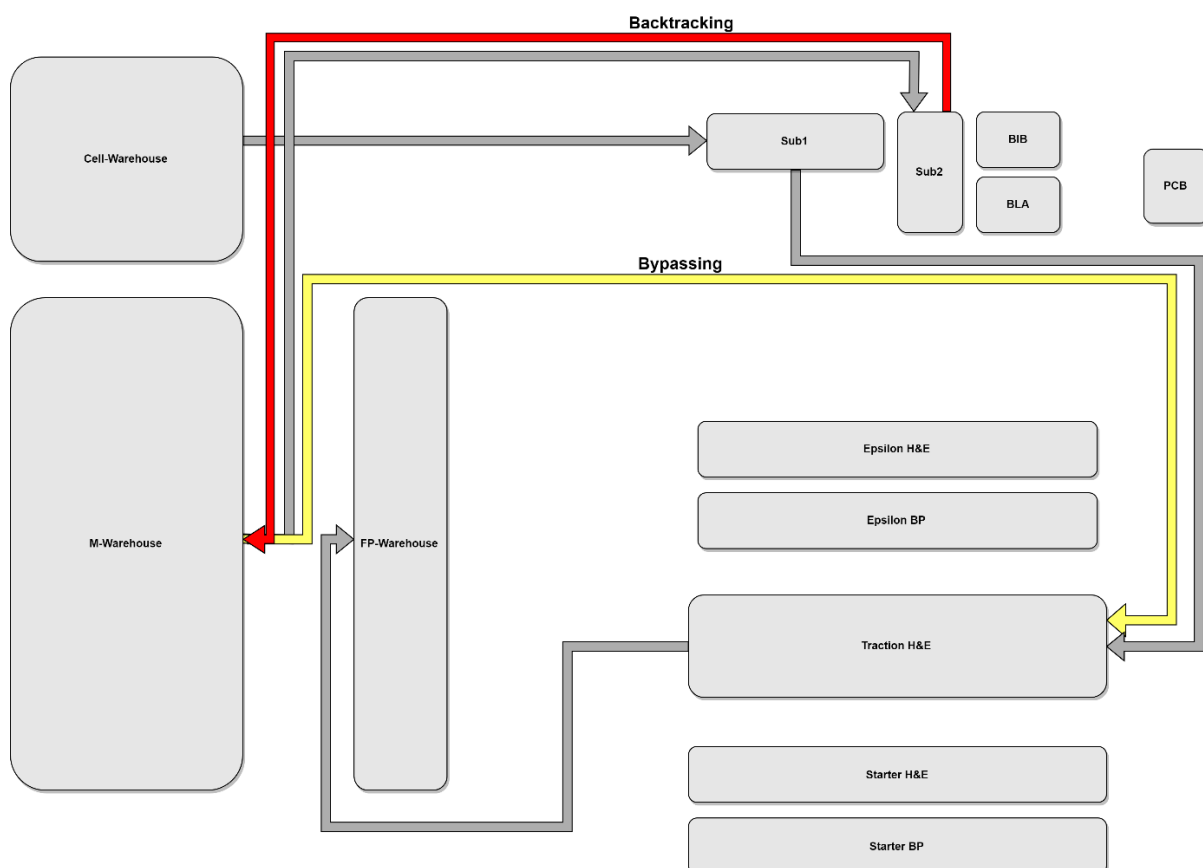 Backtracking
Cell-Warehouse
Sub1
Sub2
BIB
BLA
PCB
Bypassing
M-Warehouse
FP-Warehouse
Epsilon H&E
Epsilon BP
Traction H&E
Starter H&E
Starter BP